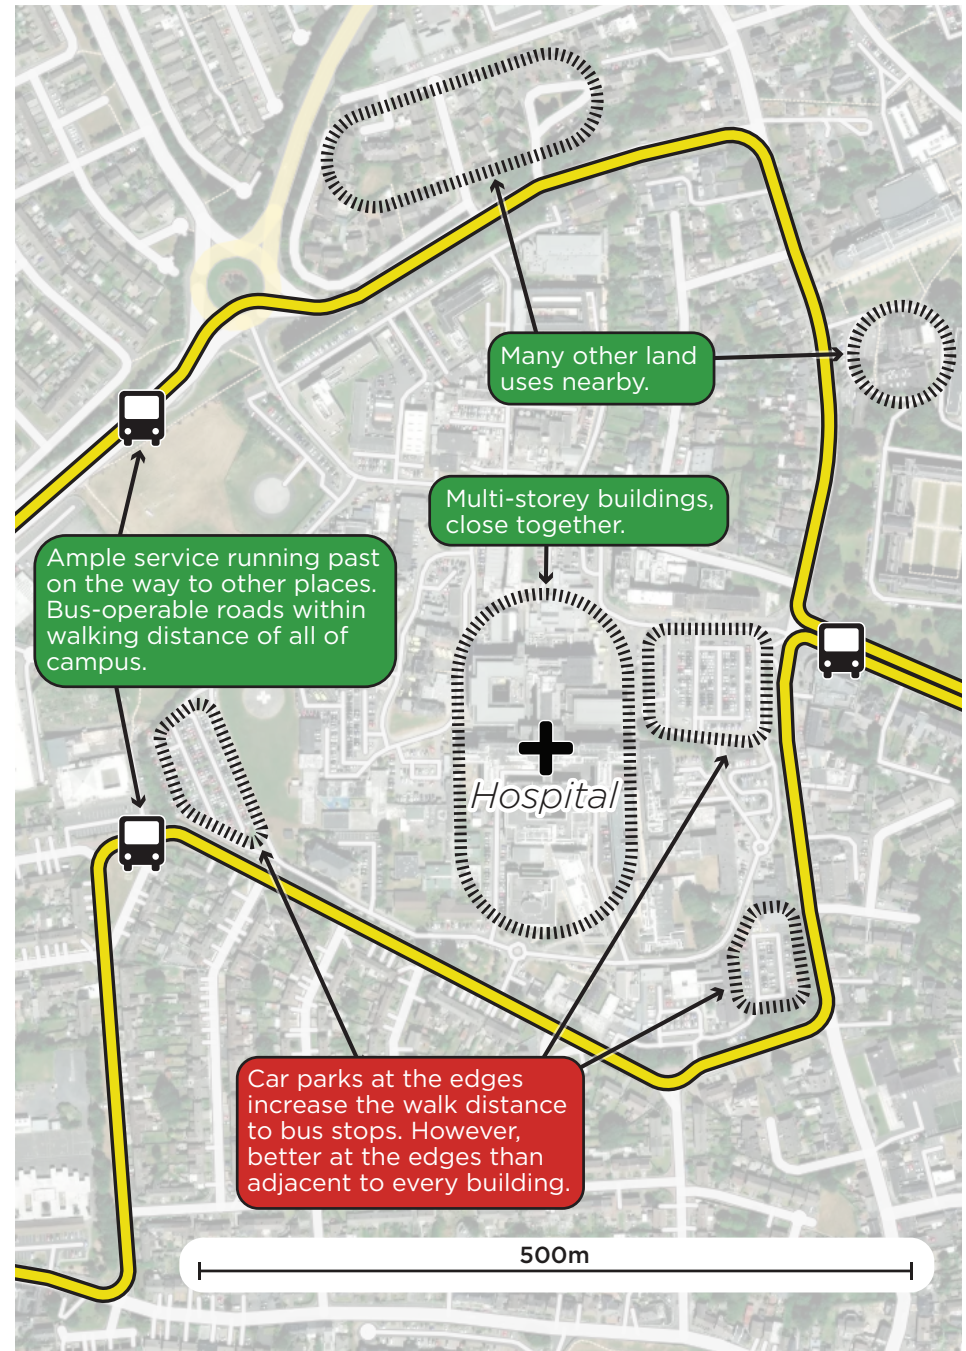 Many other land
uses nearby.
Multi-storey buildings,
close together.
Ample service running past
on the way to other places.
Bus-operable roads within
walking distance of all of
campus.
Hospital
Car parks at the edges
increase the walk distance
to bus stops. However,
better at the edges than
adjacent to every building.
500m